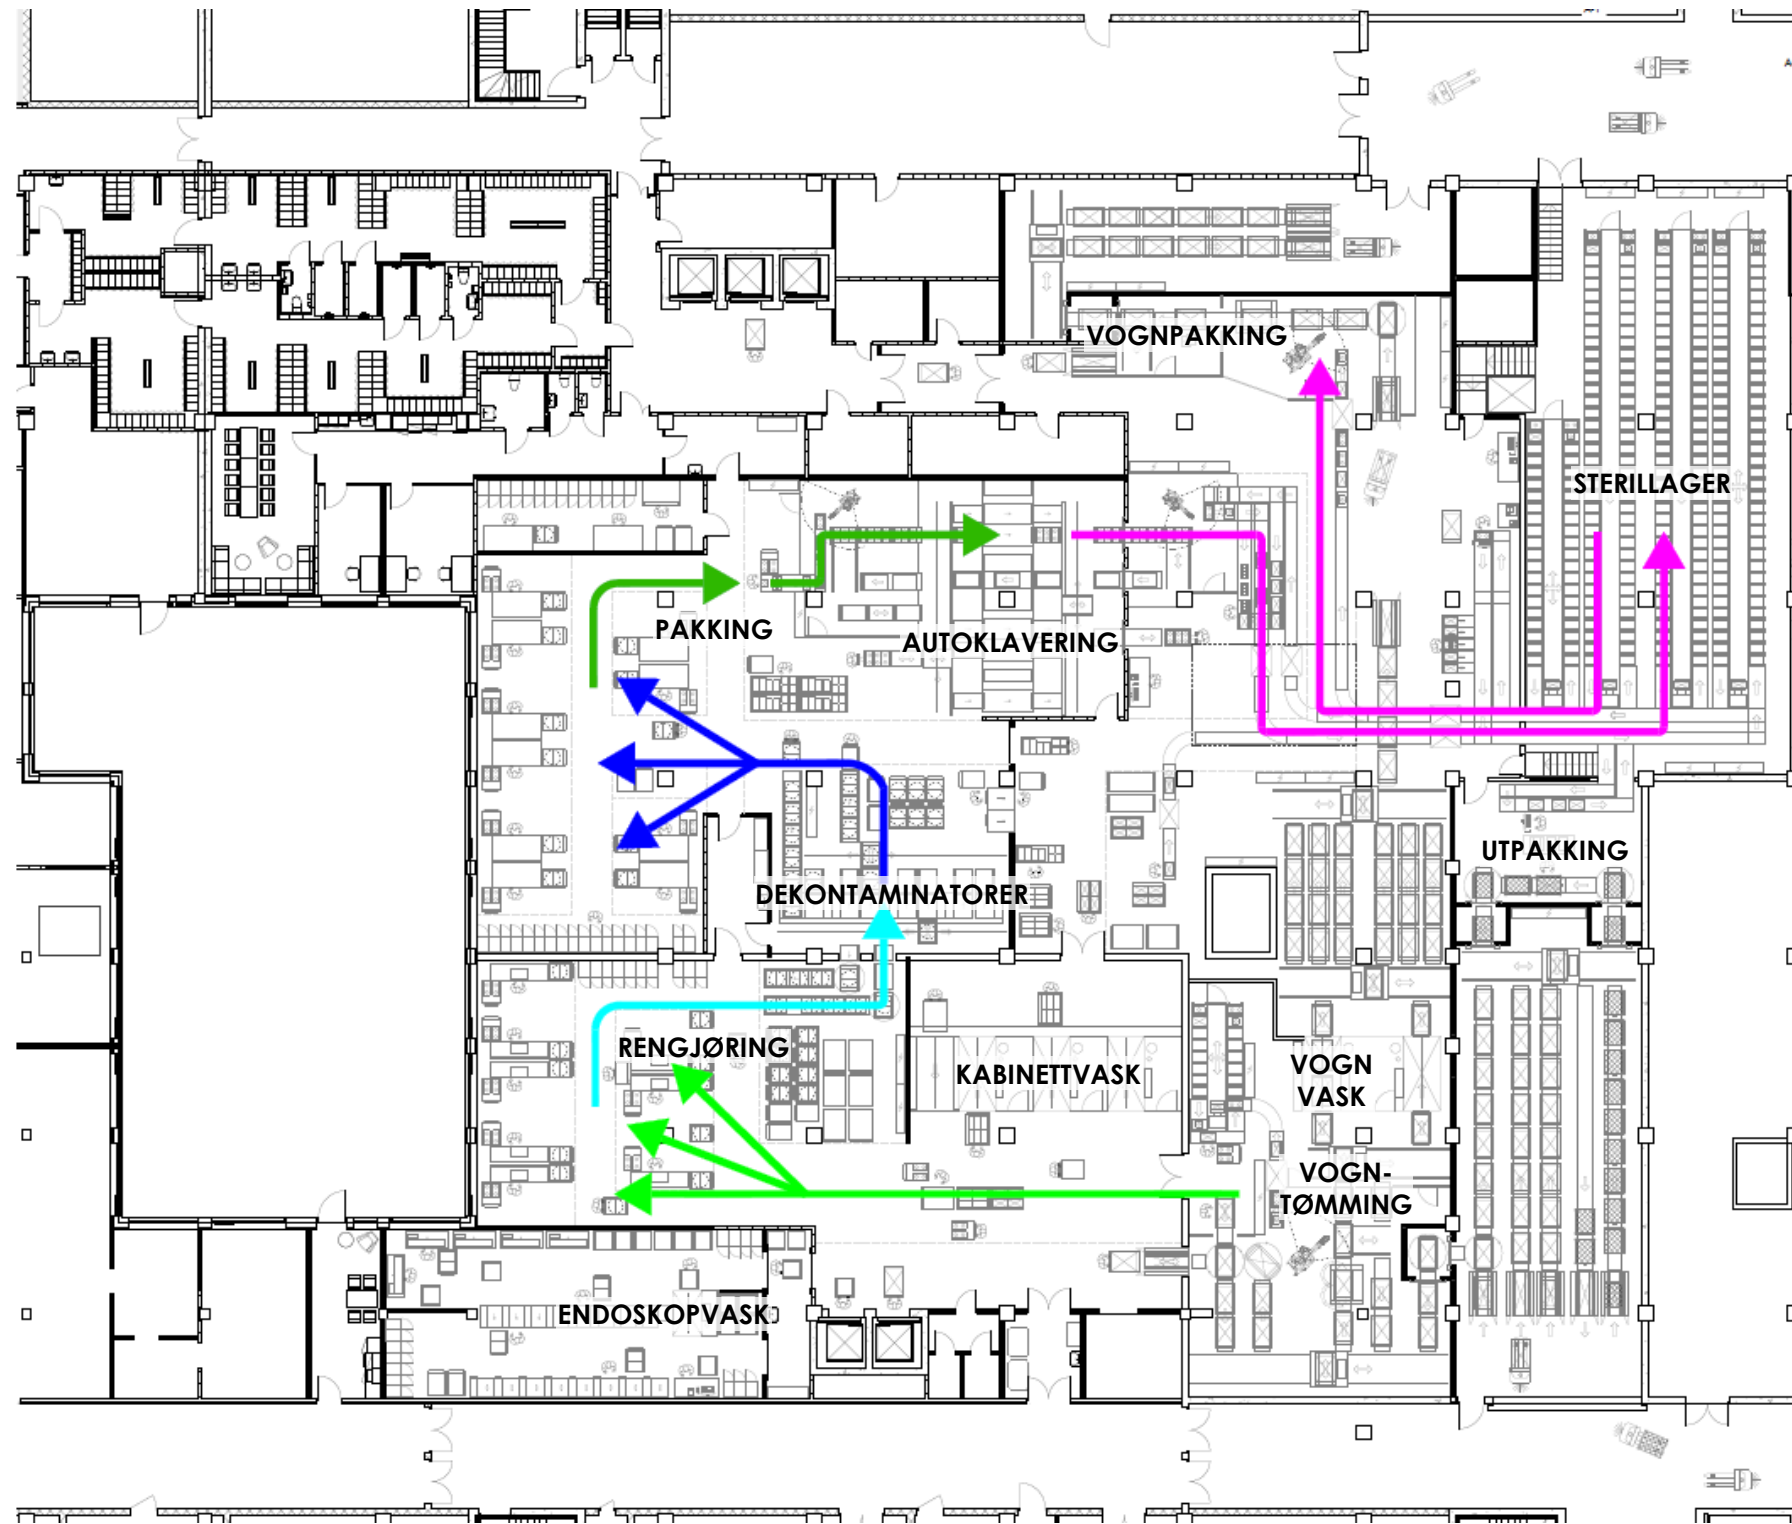 VOGNPAKKING
STERILLAGER
PAKKING
AUTOKLAVERING
UTPAKKING
DEKONTAMINATORER
RENGJØRING
KABINETTVASK
VOGN
VASK
VOGN-
TØMMING
ENDOSKOPVASK